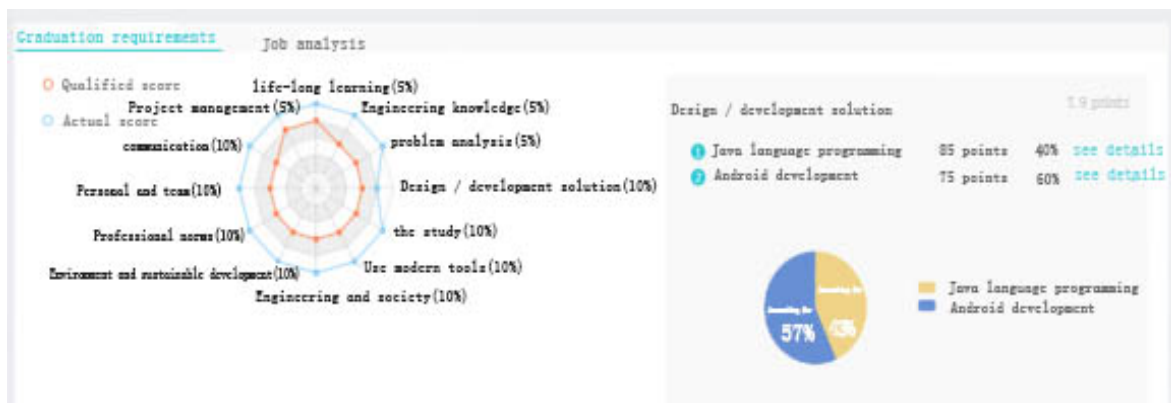 Graduation requirements
Job analysis
Qualified score
Actual score
life-long learning(5%)
Project management(5%)
Engineering knowledge(5%)
communication(10%)
problem analysis(5%)
Personal and team(10%)
Design / development solution(10%)
Professional norms(10%)
the study(10%)
Environment and sustainable development(10%)
Use modern tools(10%)
Engineering and society(10%)
Design / development solution
points
1 Java language programming 85 points 40% see details
2 Android development 75 points 60% see details
57%
43%
Java language programming
Android development